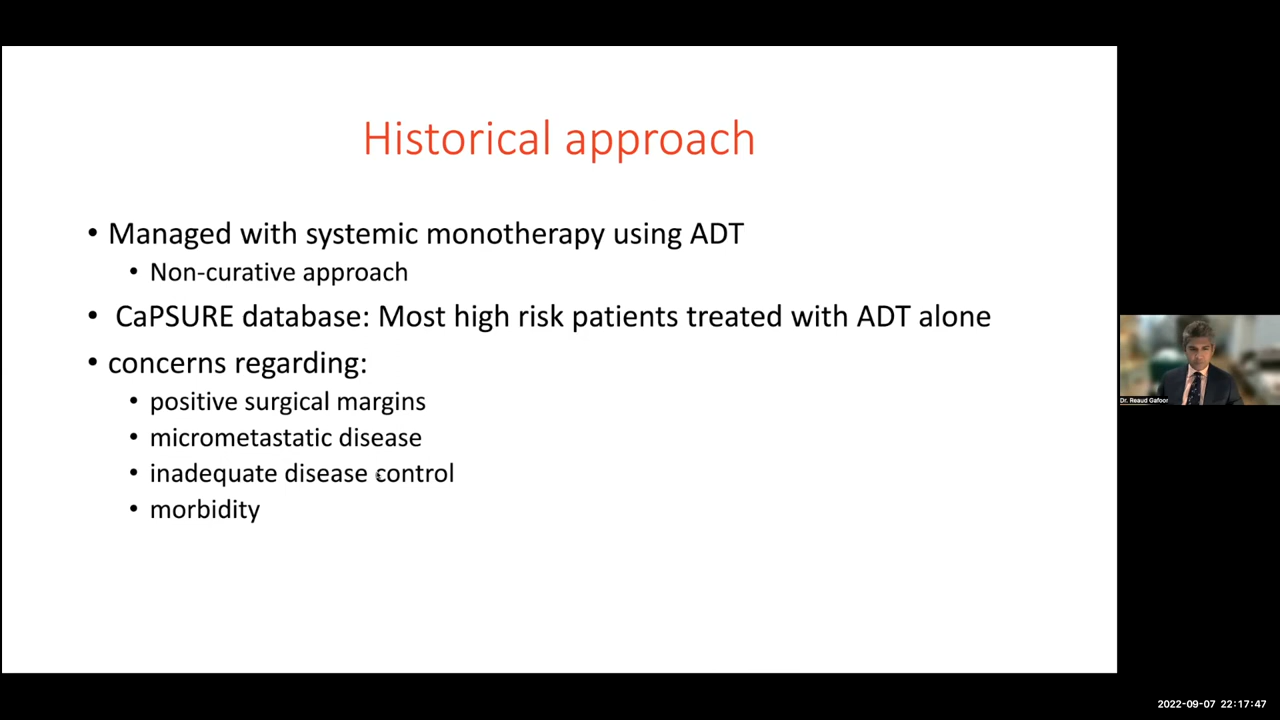 Historical approach
• Managed with systemic monotherapy using ADT
• Non-curative approach
• CaPSURE database: Most high risk patients treated with ADT alone
• concerns regarding:
• positive surgical margins
• micrometastatic disease
• inadequate disease control
• morbidity
Dr. Reaud Gafoor
2022-09-07 22:17:47